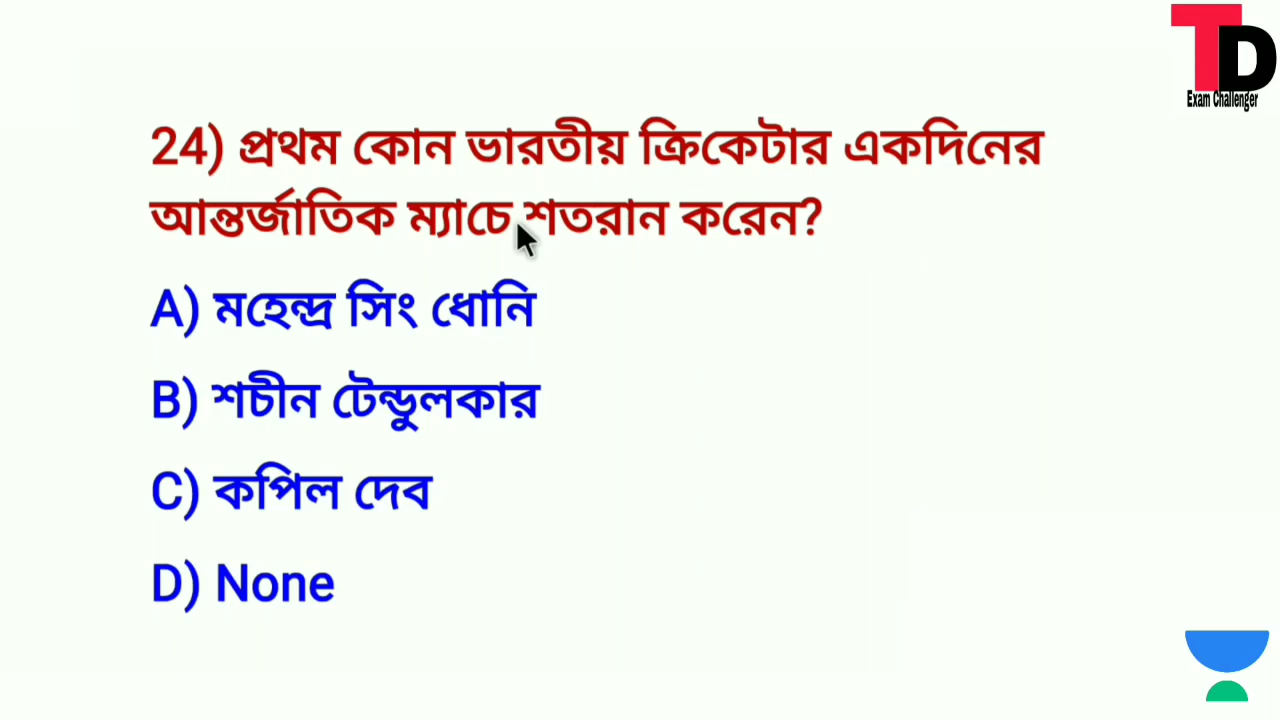 TD
Exam Challenger
24) প্রথম কোন ভারতীয় ক্রিকেটার একদিনের
আন্তর্জাতিক ম্যাচে শতরান করেন?
A) মহেন্দ্র সিং ধোনি
B) শচীন টেন্ডুলকার
C) কপিল দেব
D) None